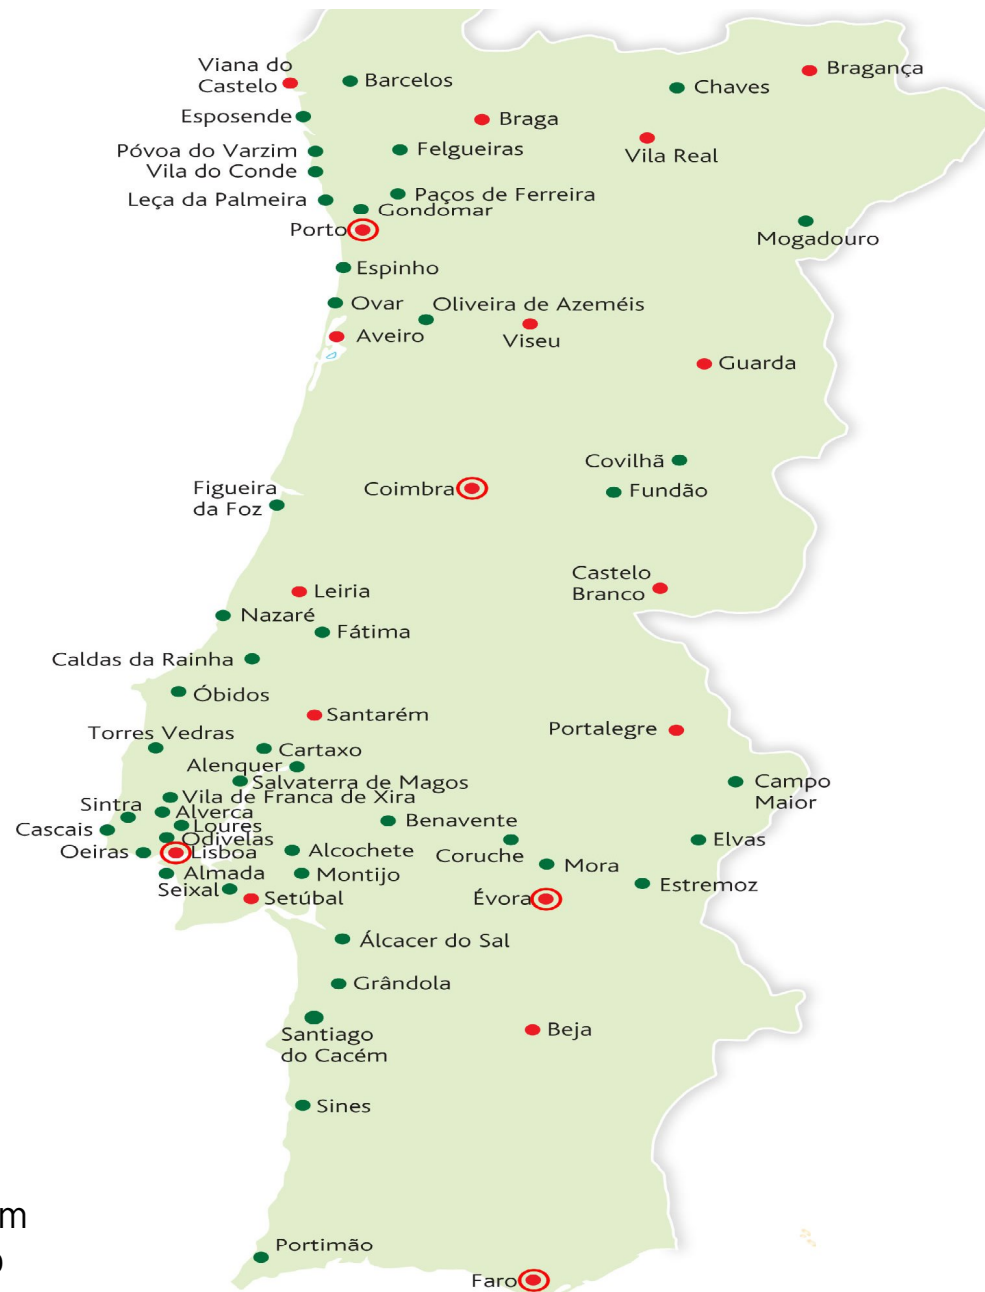 Viana do
Castelo
Barcelos
Bragança
Chaves
Esposende
Braga
Póvoa do Varzim
Felgueiras
Vila Real
Vila do Conde
Leça da Palmeira
Paços de Ferreira
Gondomar
Porto
Mogadouro
Espinho
Ovar
Oliveira de Azeméis
Aveiro
Viseu
Guarda
Covilhã
Figueira
da Foz
Coimbra
Fundão
Castelo
Branco
Leiria
Nazaré
Fátima
Caldas da Rainha
Óbidos
Santarém
Portalegre
Torres Vedras
Cartaxo
Alenquer
Salvaterra de Magos
Campo
Maior
Vila de Franca de Xira
Sintra
Alverca
Benavente
Cascais
Loures
Odivelas
Elvas
Oeiras
Lisboa
Alcochete
Coruche
Mora
Almada
Montijo
Seixal
Estremoz
Setúbal
Évora
Álcacer do Sal
Grândola
Santiago
do Cacém
Beja
Sines
m
Portimão
o
Faro